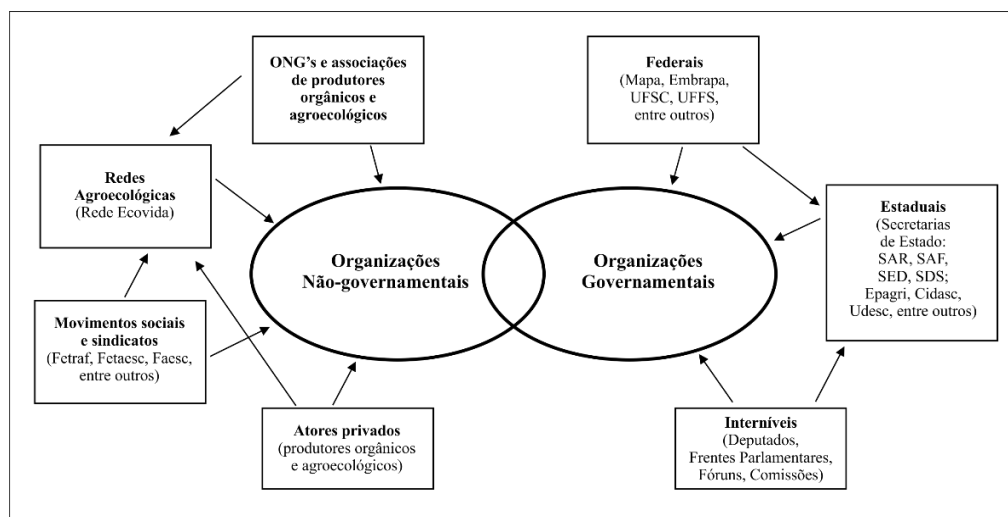 ONG's e associações
de produtores
orgânicos e
agroecológicos
Federais
(Mapa, Embrapa,
UFSC, UFFS,
entre outros)
Redes
Agroecológicas
(Rede Ecovida)
Organizações
Não-governamentais
Organizações
Governamentais
Estaduais
(Secretarias
de Estado:
SAR, SAF,
SED, SDS;
Epagri, Cidasc,
Udesc, entre outros)
Movimentos sociais
e sindicatos
(Fetraf, Fetaesc, Faesc,
entre outros)
Atores privados
(produtores orgânicos
e agroecológicos)
Interníveis
(Deputados,
Frentes Parlamentares,
Fóruns, Comissões)